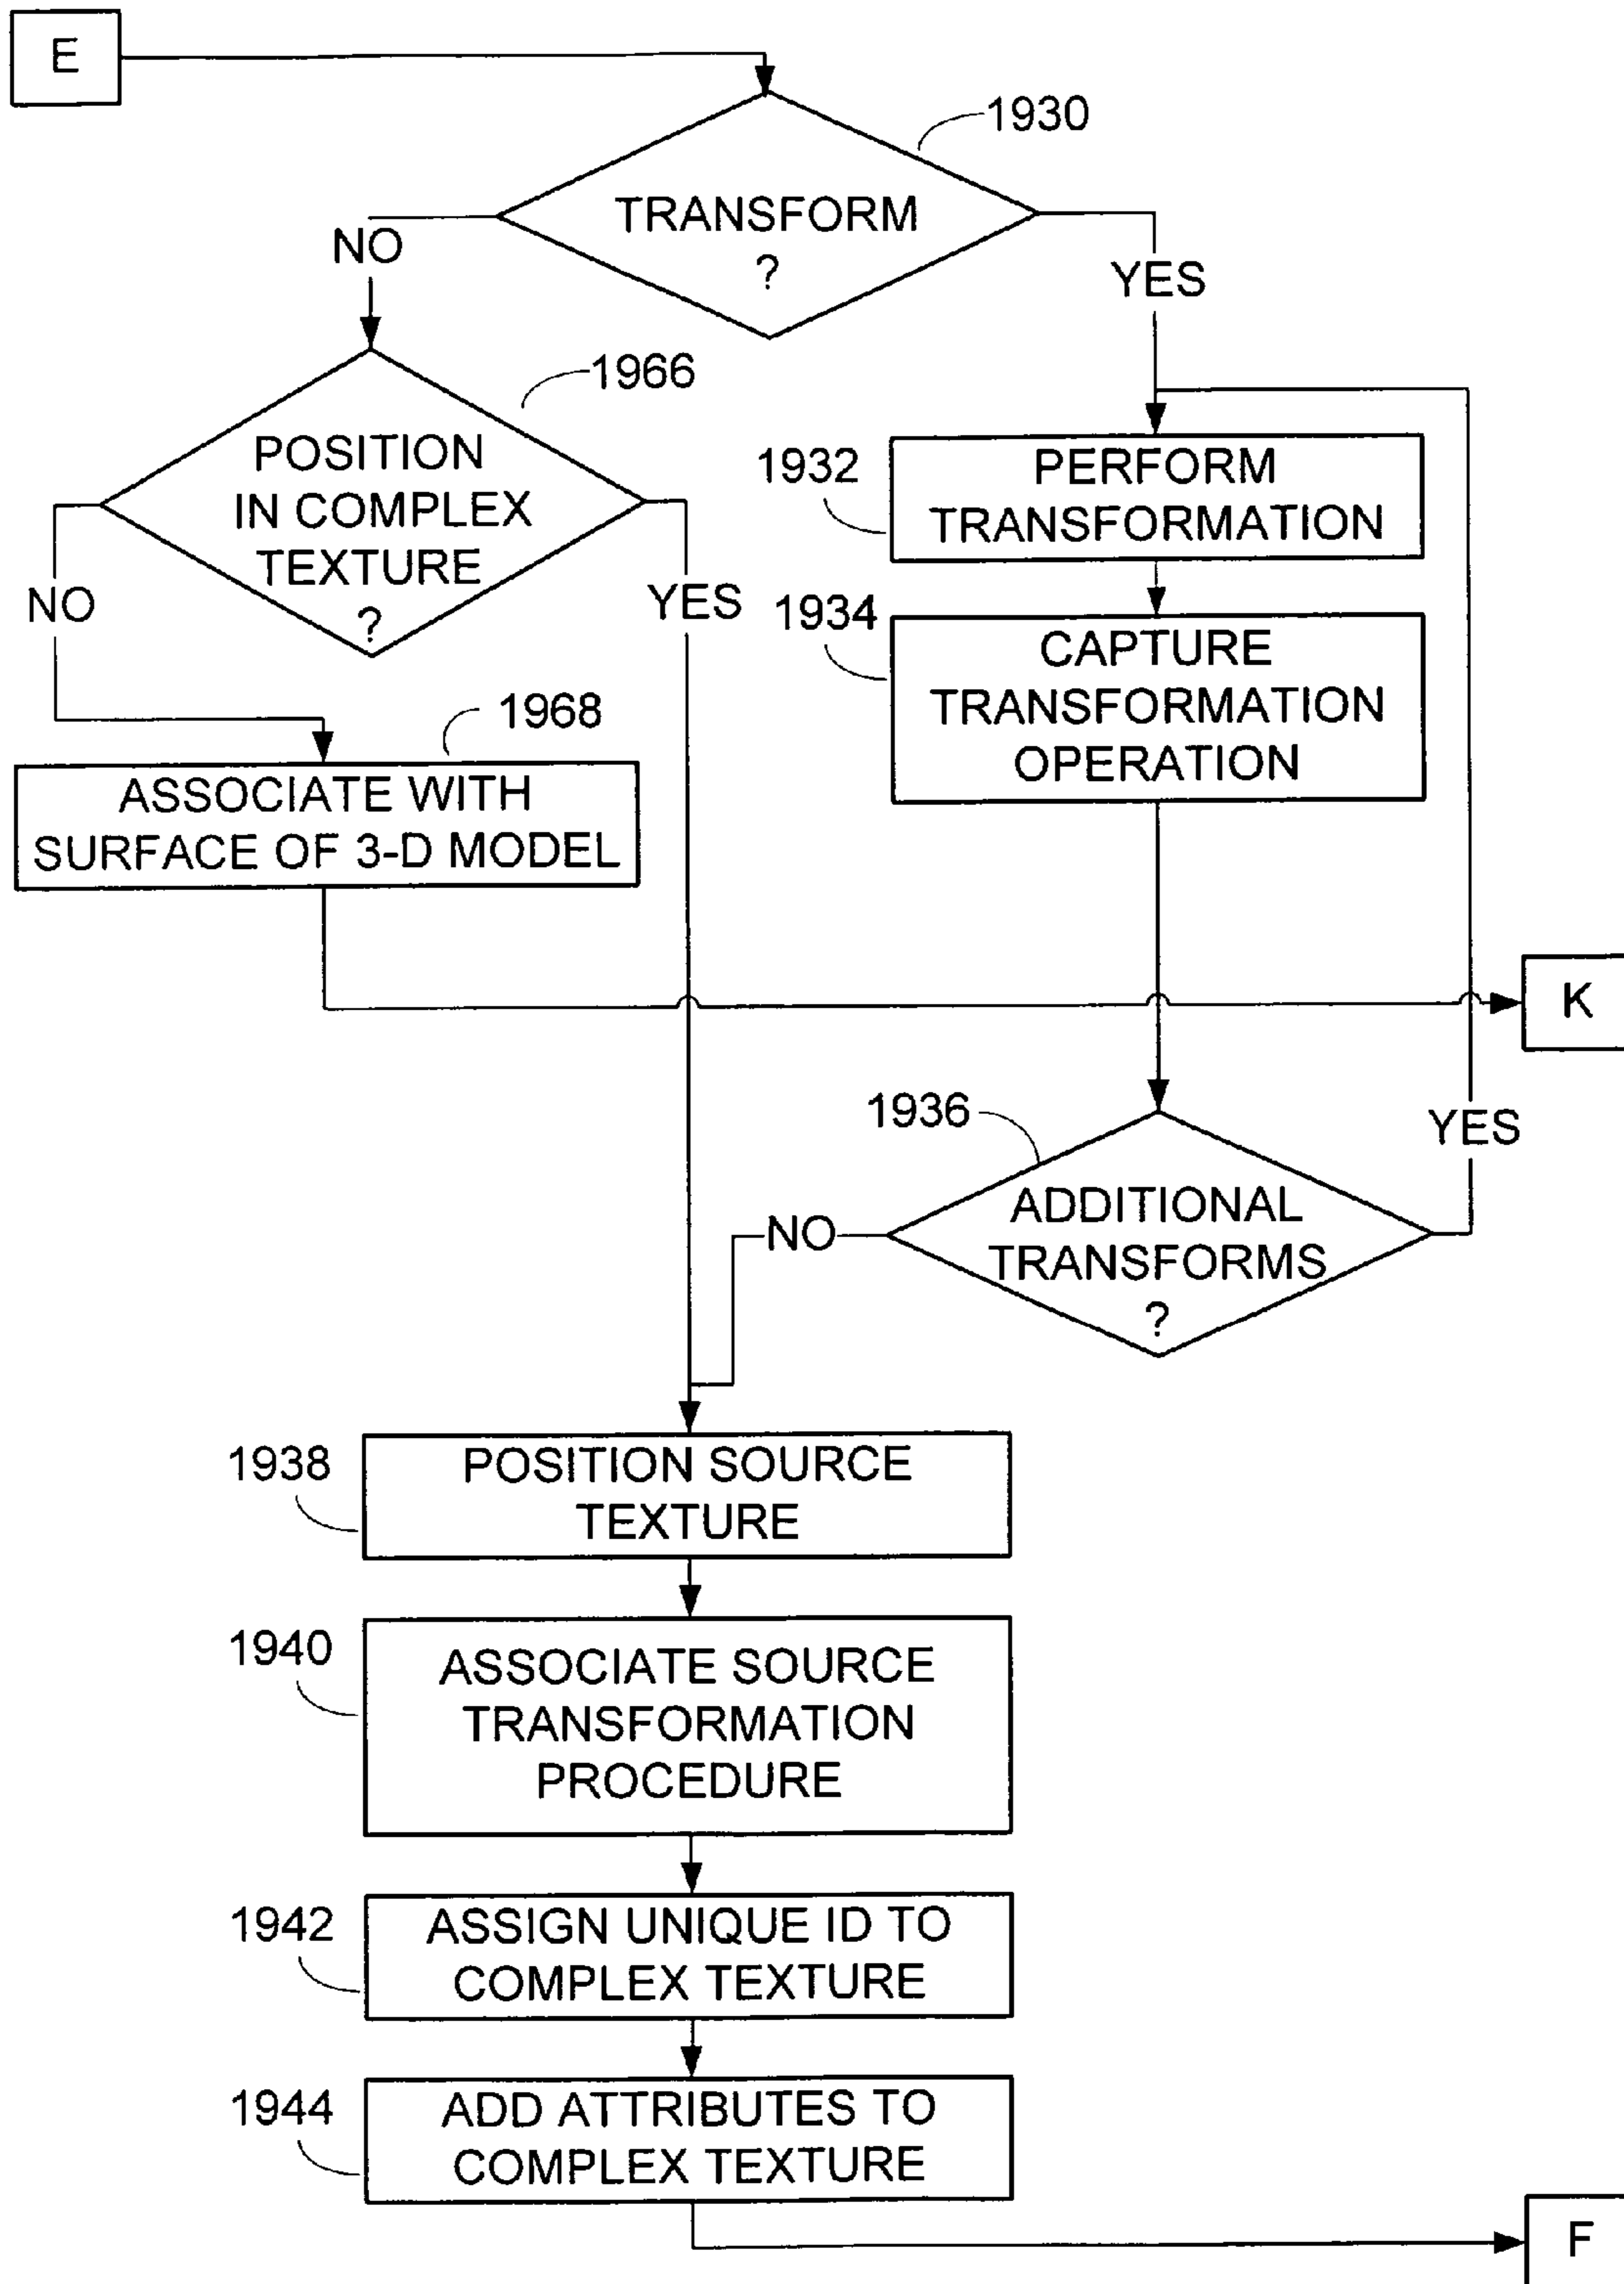 E
1930
TRANSFORM
?
NO
YES
1966
POSITION
IN COMPLEX
TEXTURE
?
NO
YES
1932
PERFORM
TRANSFORMATION
1934
CAPTURE
TRANSFORMATION
OPERATION
1968
ASSOCIATE WITH
SURFACE OF 3-D MODEL
K
1936
ADDITIONAL
TRANSFORMS
?
YES
NO
1938
POSITION SOURCE
TEXTURE
1940
ASSOCIATE SOURCE
TRANSFORMATION
PROCEDURE
1942
ASSIGN UNIQUE ID TO
COMPLEX TEXTURE
1944
ADD ATTRIBUTES TO
COMPLEX TEXTURE
F